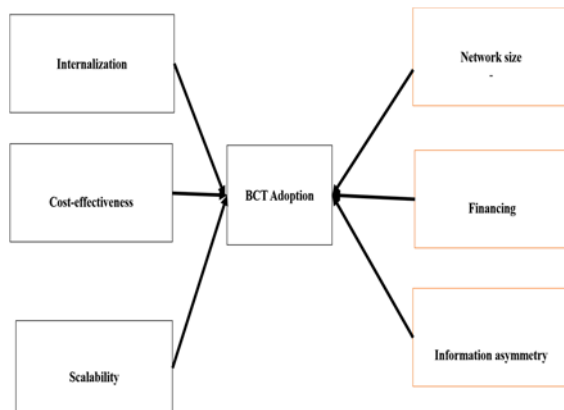 Internalization
Network size
-
Cost-effectiveness
BCT Adoption
Financing
Scalability
Information asymmetry